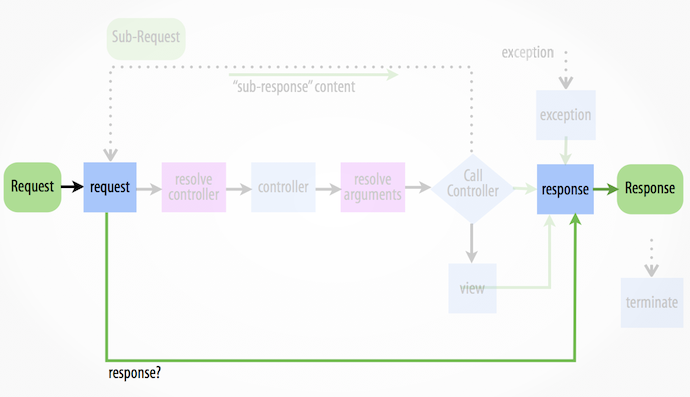 Sub-Request
exception
"sub-response" content
exception
Request
request
resolve
controller
controller
resolve
arguments
Call
Controller
response
Response
view
terminate
response?